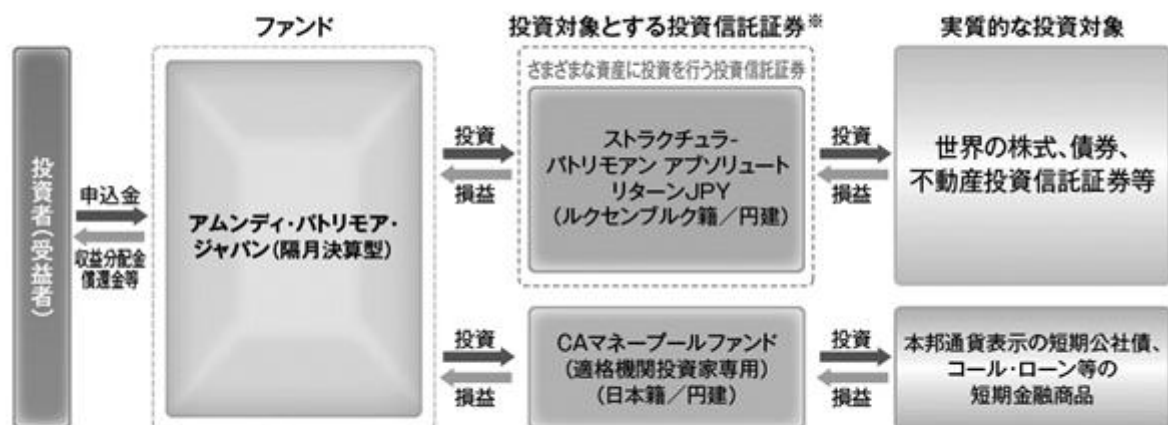 ファンド
投資対象とする投資信託証券※
実質的な投資対象
投資者(受益者)
申込金
収益分配金
償還金等
アムンディ・パトリモア・
ジャパン(隔月決算型)
投資
損益
さまざまな資産に投資を行う投資信託証券
ストラクチュラ-
パトリモアン アブソリュート
リターンJPY
(ルクセンブルク籍/円建)
投資
損益
世界の株式、債券、
不動産投資信託証券等
投資
損益
CAマネープールファンド
(適格機関投資家専用)
(日本籍/円建)
投資
損益
本邦通貨表示の短期公社債、
コール・ローン等の
短期金融商品